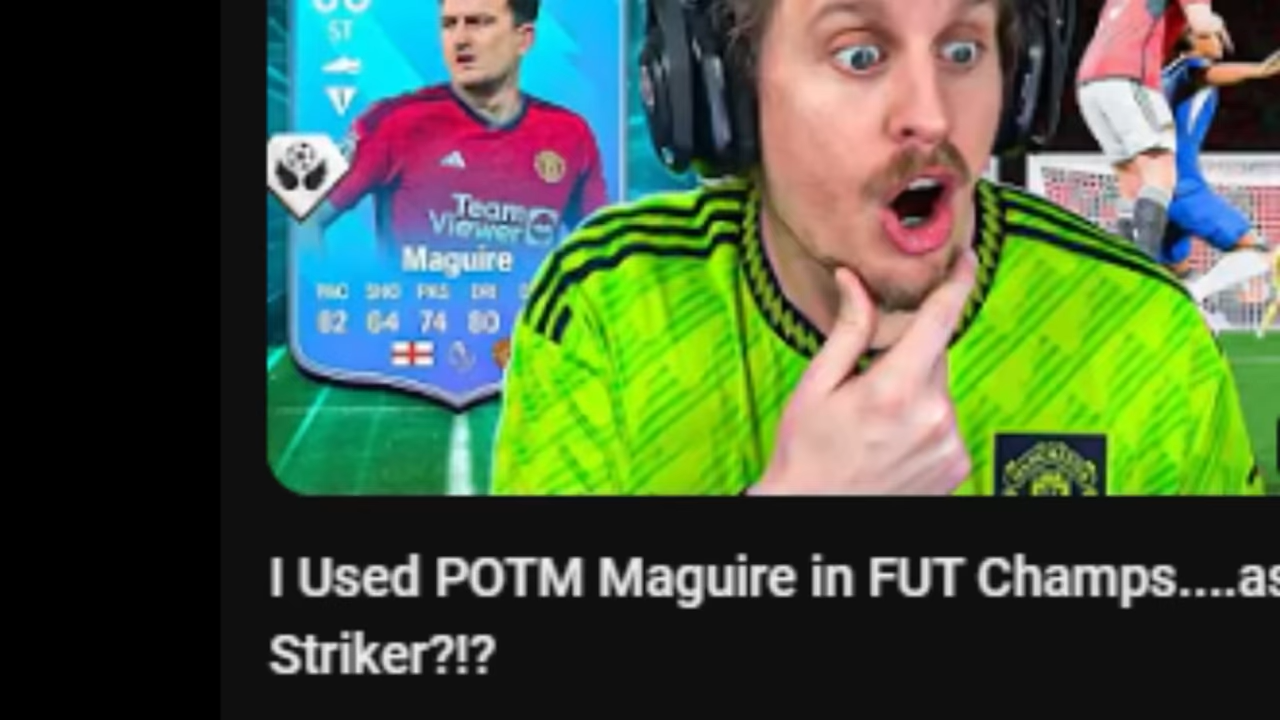 ST
Team
Viewer
Maguire
PAC SHO PAS DRI
82 64 74 80
I Used POTM Maguire in FUT Champs....as
Striker?!?